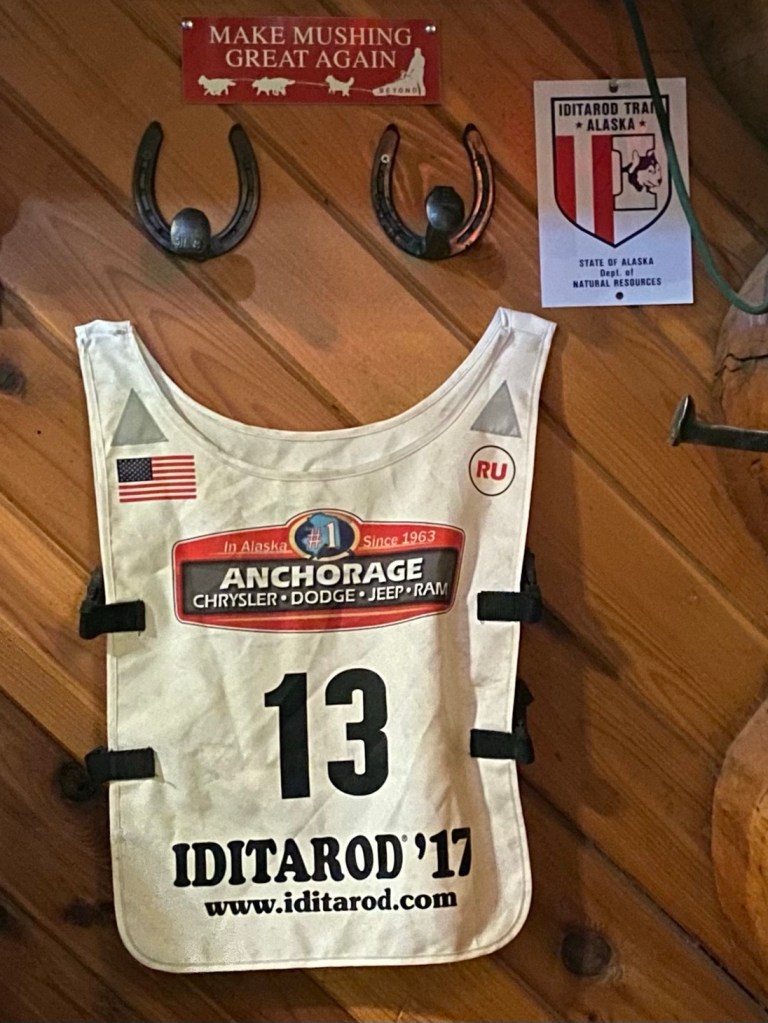 MAKE MUSHING
GREAT AGAIN
BEYOND
IDITAROD TRAIL
★ ALASKA ★
I
STATE OF ALASKA
Dept. of
NATURAL RESOURCES
RU
#1
In Alaska Since 1963
ANCHORAGE
CHRYSLER • DODGE • JEEP • RAM
13
IDITAROD® '17
www.iditarod.com